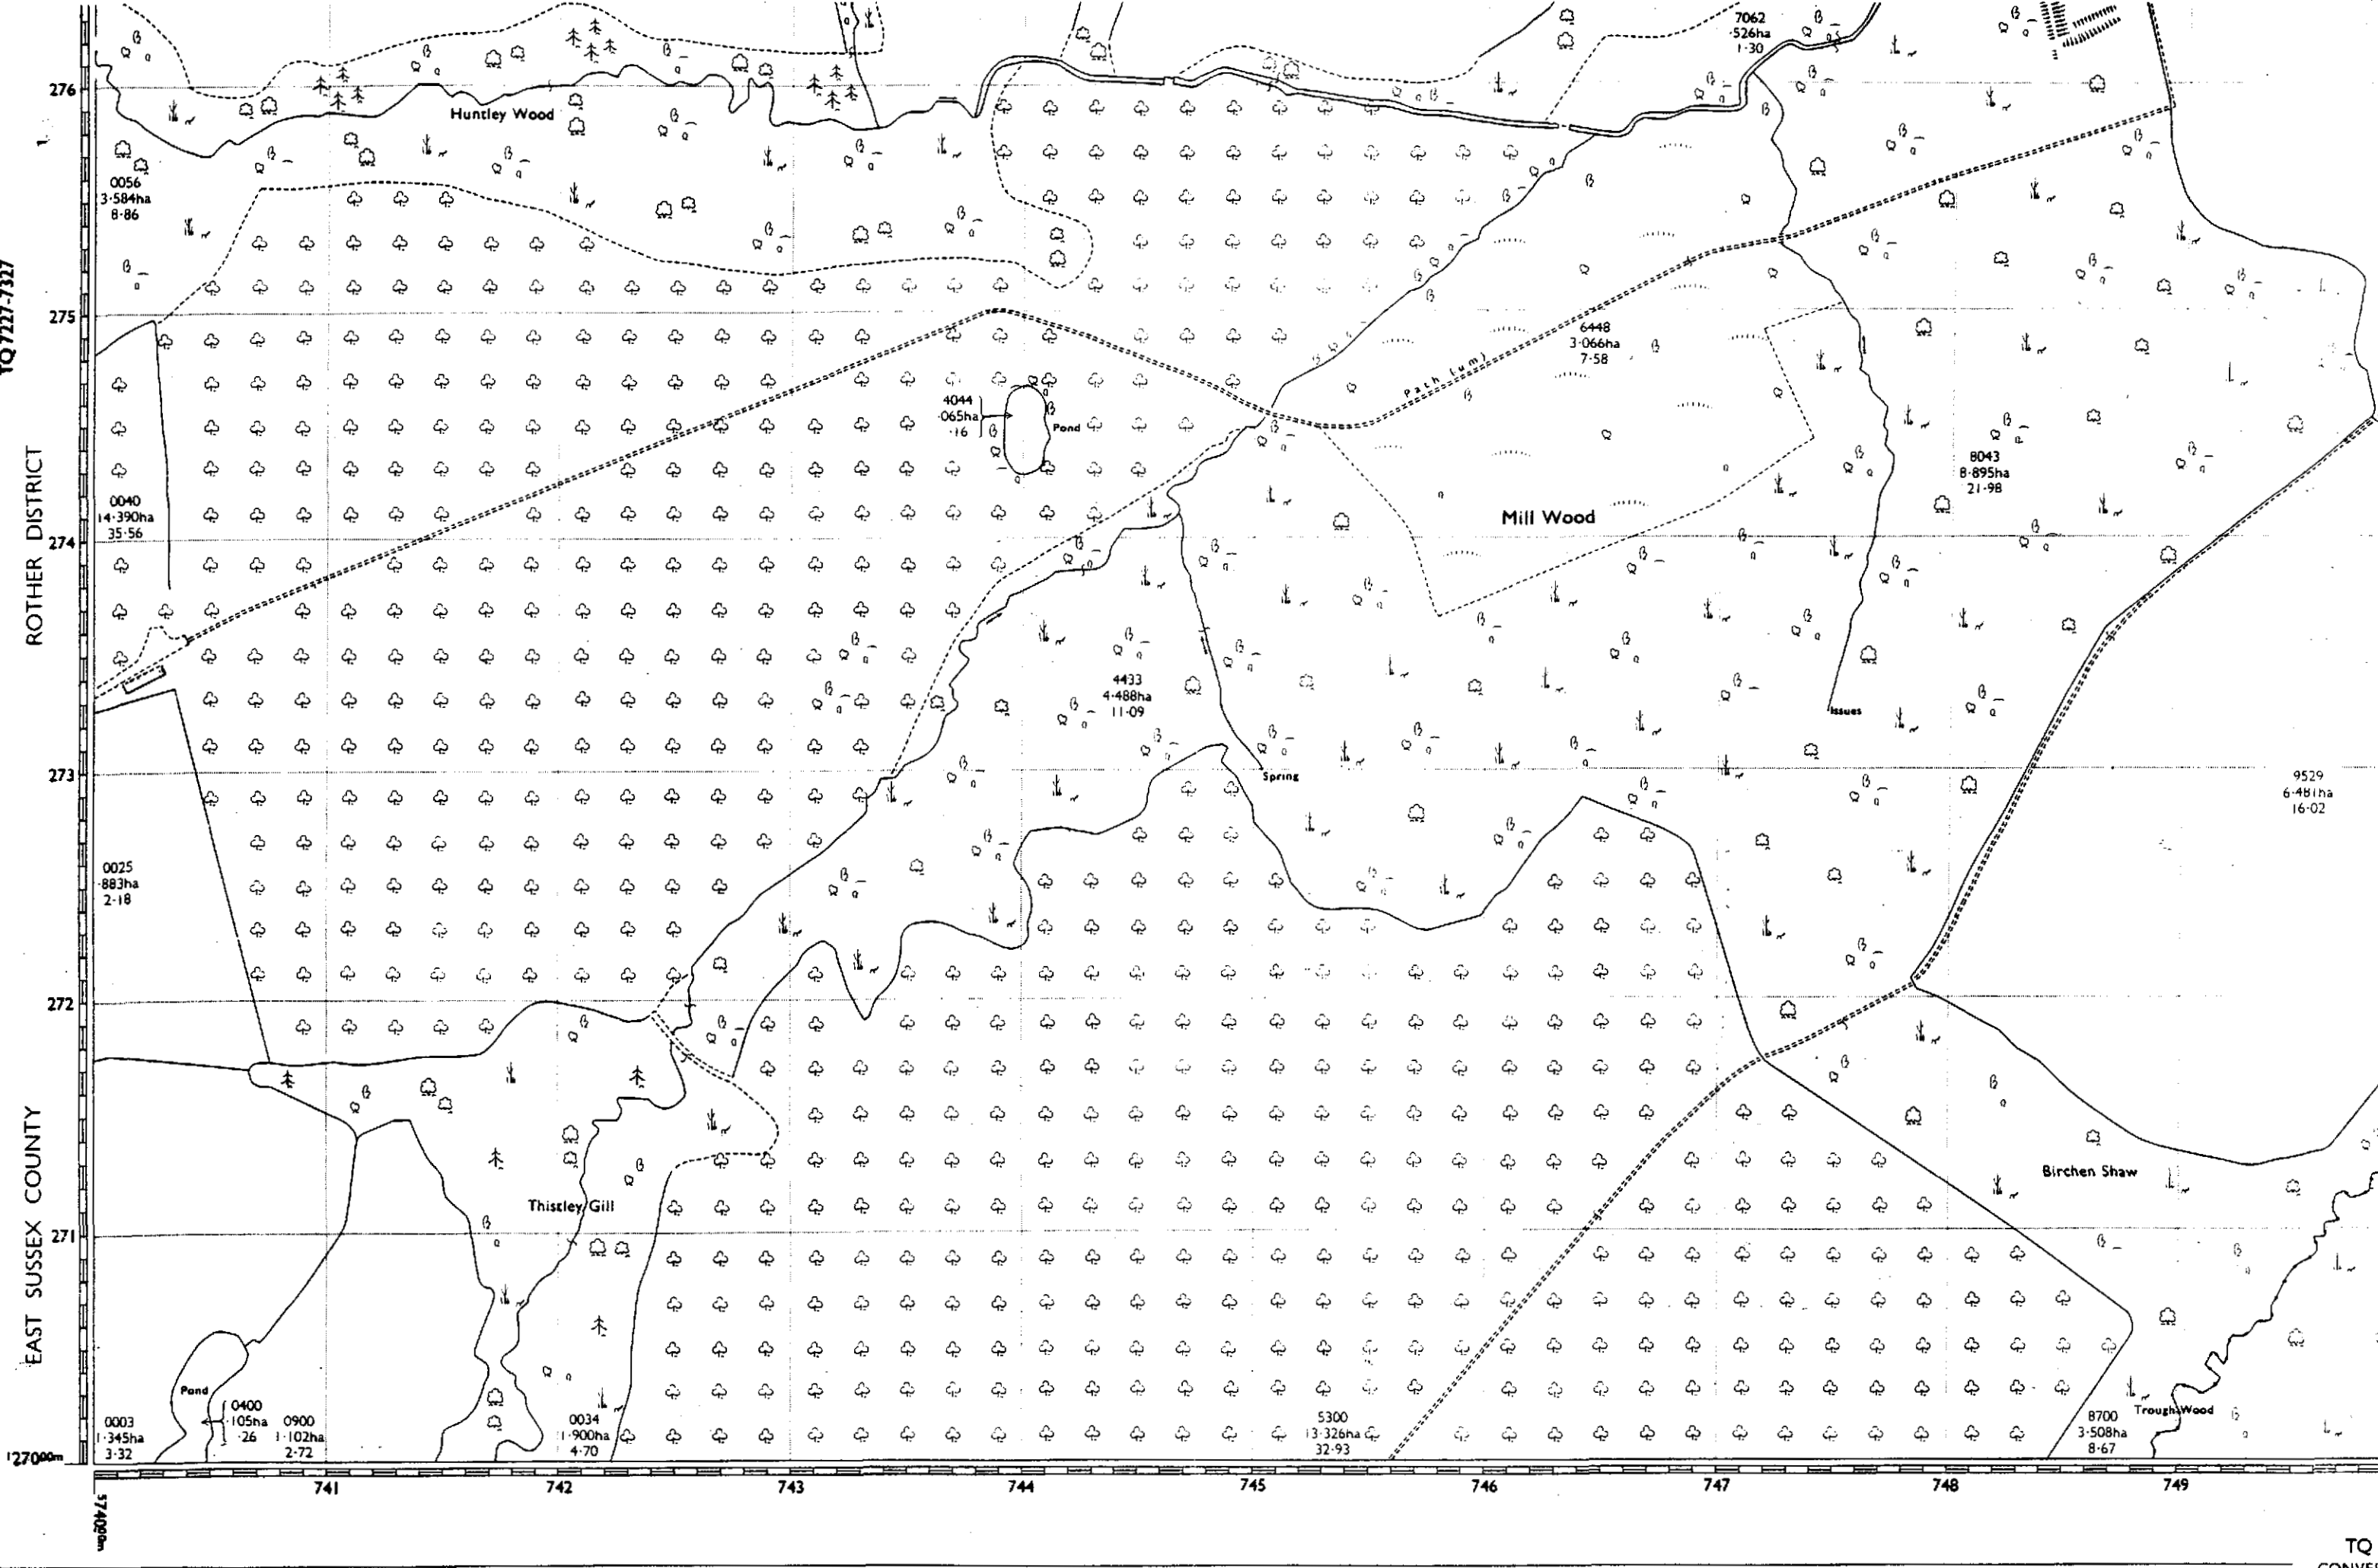 7062
·526ha
1·30
276
Huntley Wood
0056
3·584ha
8·86
TQ 7227-7327
275
6448
3·066ha
7·58
Path (um)
4044
·065ha
·16
Pond
ROTHER DISTRICT
8043
8·895ha
21·98
0040
14·390ha
35·56
Mill Wood
274
4433
4·488ha
11·09
Issues
273
Spring
9529
6·481ha
16·02
0025
·883ha
2·18
272
EAST SUSSEX COUNTY
Birchen Shaw
Thistley Gill
271
Pond
0003
1·345ha
3·32
0400
·105ha
·26
0900
1·102ha
2·72
0034
1·900ha
4·70
5300
13·326ha
32·93
8700
3·508ha
8·67
Trough Wood
127000m
741
742
743
744
745
746
747
748
749
574000m
TQ